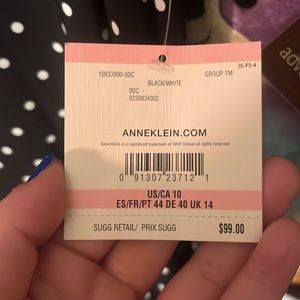 35-P3-4
10833900-0DC GROUP 1M
BLACK/WHITE
0DC -
0230034302
ANNEKLEIN.COM
Anne Klein is a registered trademark of WHP Global all rights reserved
0 91307 23712 1
US/CA 10
ES/FR/PT 44 DE 40 UK 14
SUGG RETAIL/ PRIX SUGG $99.00